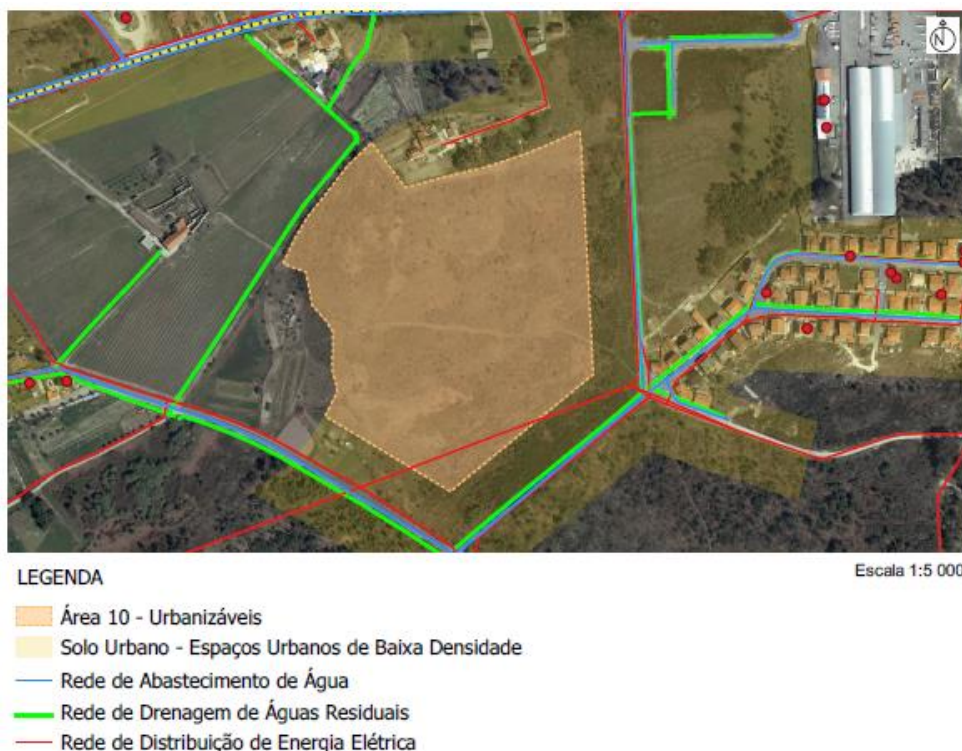 N
Escala 1:5 000
LEGENDA
Área 10 - Urbanizáveis
Solo Urbano - Espaços Urbanos de Baixa Densidade
Rede de Abastecimento de Água
Rede de Drenagem de Águas Residuais
Rede de Distribuição de Energia Elétrica